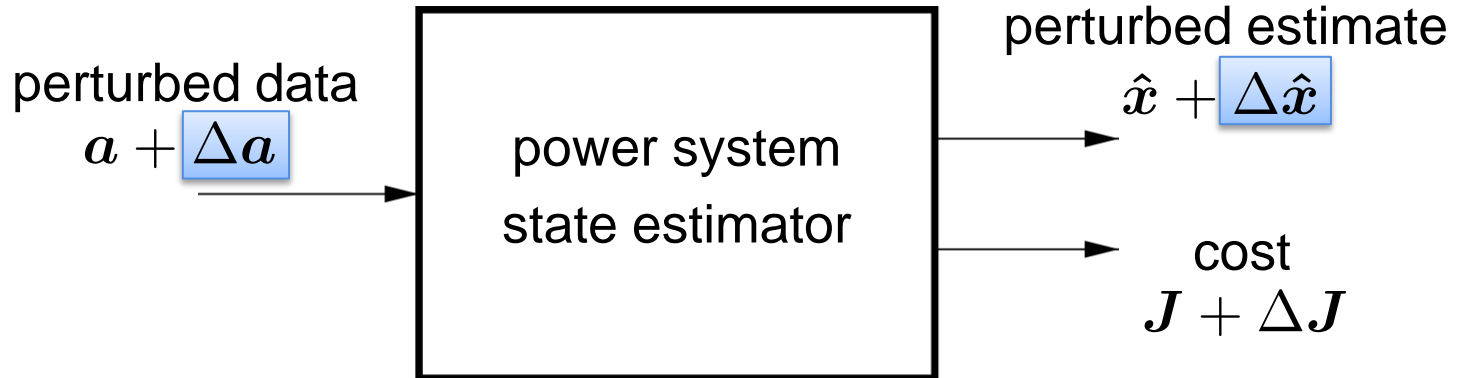 perturbed data
a + Δa
power system
state estimator
perturbed estimate
x̂ + Δx̂
cost
J + ΔJ